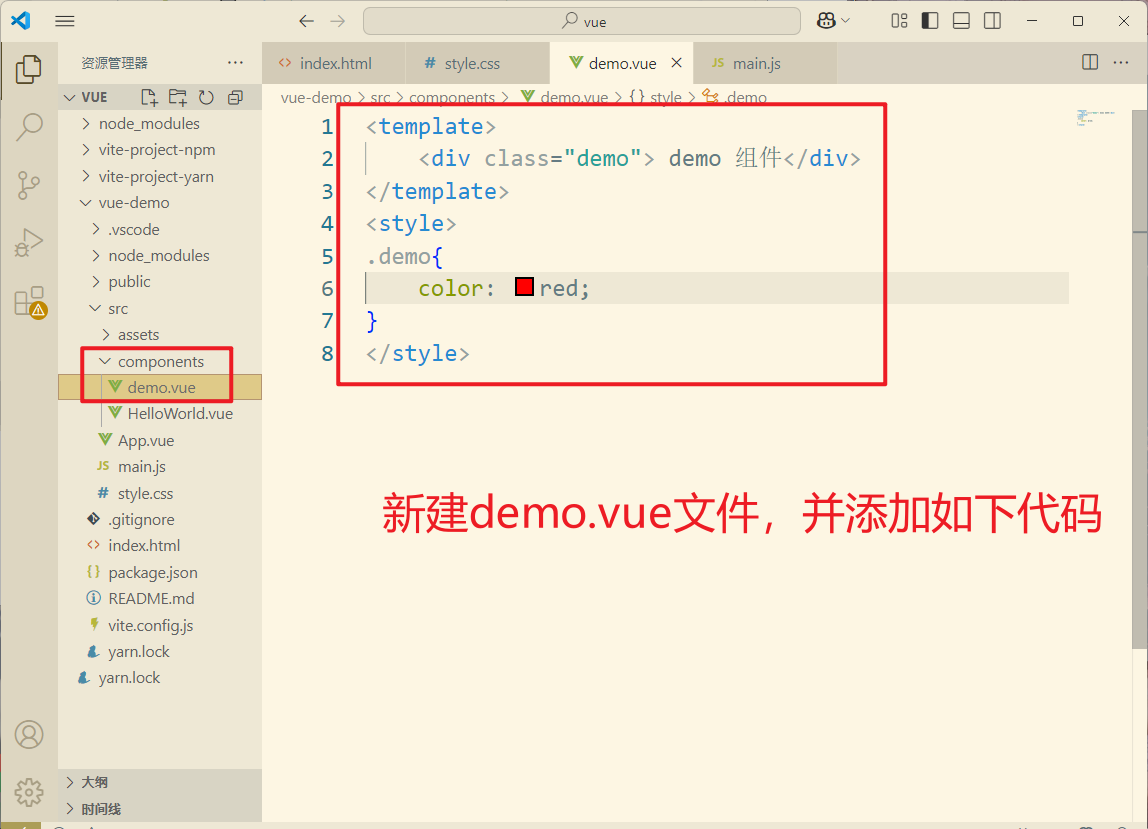 vue
资源管理器
index.html
# style.css
demo.vue
JS main.js
VUE
vue-demo > src > components > demo.vue > {} style > .demo
node_modules
vite-project-npm
vite-project-yarn
vue-demo
.vscode
node_modules
public
src
assets
components
demo.vue
HelloWorld.vue
App.vue
JS main.js
# style.css
.gitignore
index.html
{} package.json
README.md
vite.config.js
yarn.lock
yarn.lock
大纲
时间线
1 <template>
2 <div class="demo"> demo 组件</div>
3 </template>
4 <style>
5 .demo{
6 color: red;
7 }
8 </style>
新建demo.vue文件，并添加如下代码